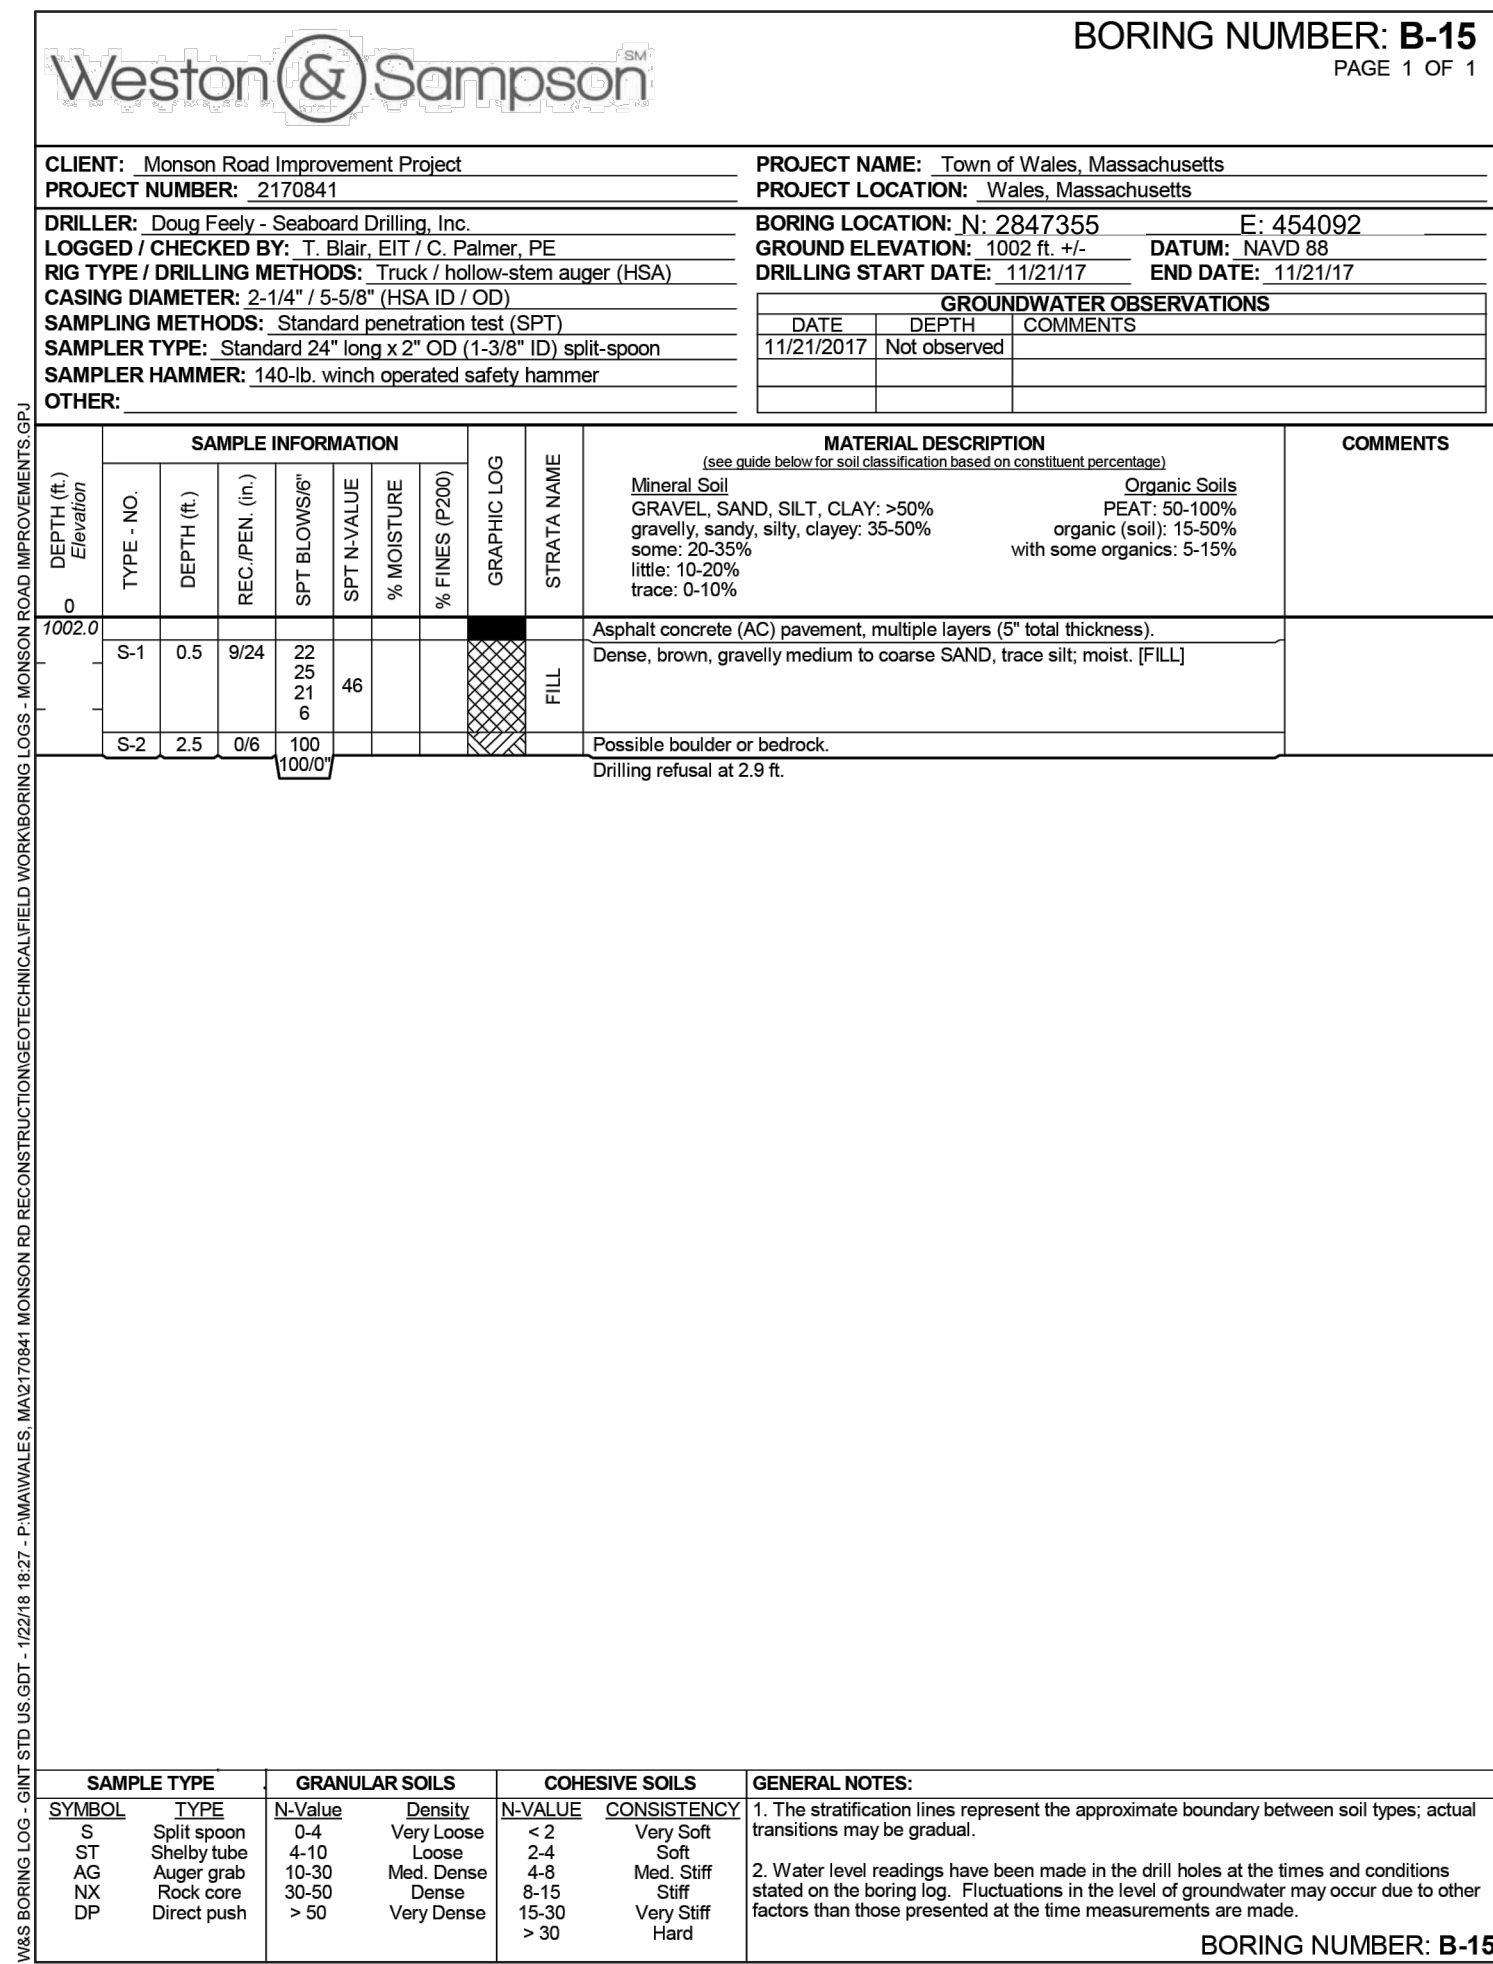 Weston & Sampson SM
BORING NUMBER: B-15
PAGE 1 OF 1
CLIENT: Monson Road Improvement Project
PROJECT NUMBER: 2170841
PROJECT NAME: Town of Wales, Massachusetts
PROJECT LOCATION: Wales, Massachusetts
DRILLER: Doug Feely - Seaboard Drilling, Inc.
LOGGED / CHECKED BY: T. Blair, EIT / C. Palmer, PE
RIG TYPE / DRILLING METHODS: Truck / hollow-stem auger (HSA)
CASING DIAMETER: 2-1/4" / 5-5/8" (HSA ID / OD)
SAMPLING METHODS: Standard penetration test (SPT)
SAMPLER TYPE: Standard 24" long x 2" OD (1-3/8" ID) split-spoon
SAMPLER HAMMER: 140-lb. winch operated safety hammer
OTHER:
BORING LOCATION: N: 2847355 E: 454092
GROUND ELEVATION: 1002 ft. +/- DATUM: NAVD 88
DRILLING START DATE: 11/21/17 END DATE: 11/21/17
GROUNDWATER OBSERVATIONS
DATE DEPTH COMMENTS
11/21/2017 Not observed
DEPTH (ft.)
Elevation
0
SAMPLE INFORMATION
TYPE - NO.
DEPTH (ft.)
REC./PEN. (in.)
SPT BLOWS/6"
SPT N-VALUE
% MOISTURE
% FINES (P200)
GRAPHIC LOG
STRATA NAME
MATERIAL DESCRIPTION
(see guide below for soil classification based on constituent percentage)
Mineral Soil
GRAVEL, SAND, SILT, CLAY: >50%
gravelly, sandy, silty, clayey: 35-50%
some: 20-35%
little: 10-20%
trace: 0-10%
Organic Soils
PEAT: 50-100%
organic (soil): 15-50%
with some organics: 5-15%
COMMENTS
1002.0
Asphalt concrete (AC) pavement, multiple layers (5" total thickness).
S-1 0.5 9/24 22
25
21
6
46
FILL
Dense, brown, gravelly medium to coarse SAND, trace silt; moist. [FILL]
S-2 2.5 0/6 100
100/0"
Possible boulder or bedrock.
Drilling refusal at 2.9 ft.
W&S BORING LOG - GINT STD US.GDT - 1/22/18 18:27 - P:\MA\WALES, MA\2170841 MONSON RD RECONSTRUCTION\GEOTECHNICAL\FIELD WORK\BORING LOGS - MONSON ROAD IMPROVEMENTS.GPJ
SAMPLE TYPE
SYMBOL TYPE
S Split spoon
ST Shelby tube
AG Auger grab
NX Rock core
DP Direct push
GRANULAR SOILS
N-Value Density
0-4 Very Loose
4-10 Loose
10-30 Med. Dense
30-50 Dense
> 50 Very Dense
COHESIVE SOILS
N-VALUE CONSISTENCY
< 2 Very Soft
2-4 Soft
4-8 Med. Stiff
8-15 Stiff
15-30 Very Stiff
> 30 Hard
GENERAL NOTES:
1. The stratification lines represent the approximate boundary between soil types; actual
transitions may be gradual.
2. Water level readings have been made in the drill holes at the times and conditions
stated on the boring log. Fluctuations in the level of groundwater may occur due to other
factors than those presented at the time measurements are made.
BORING NUMBER: B-15